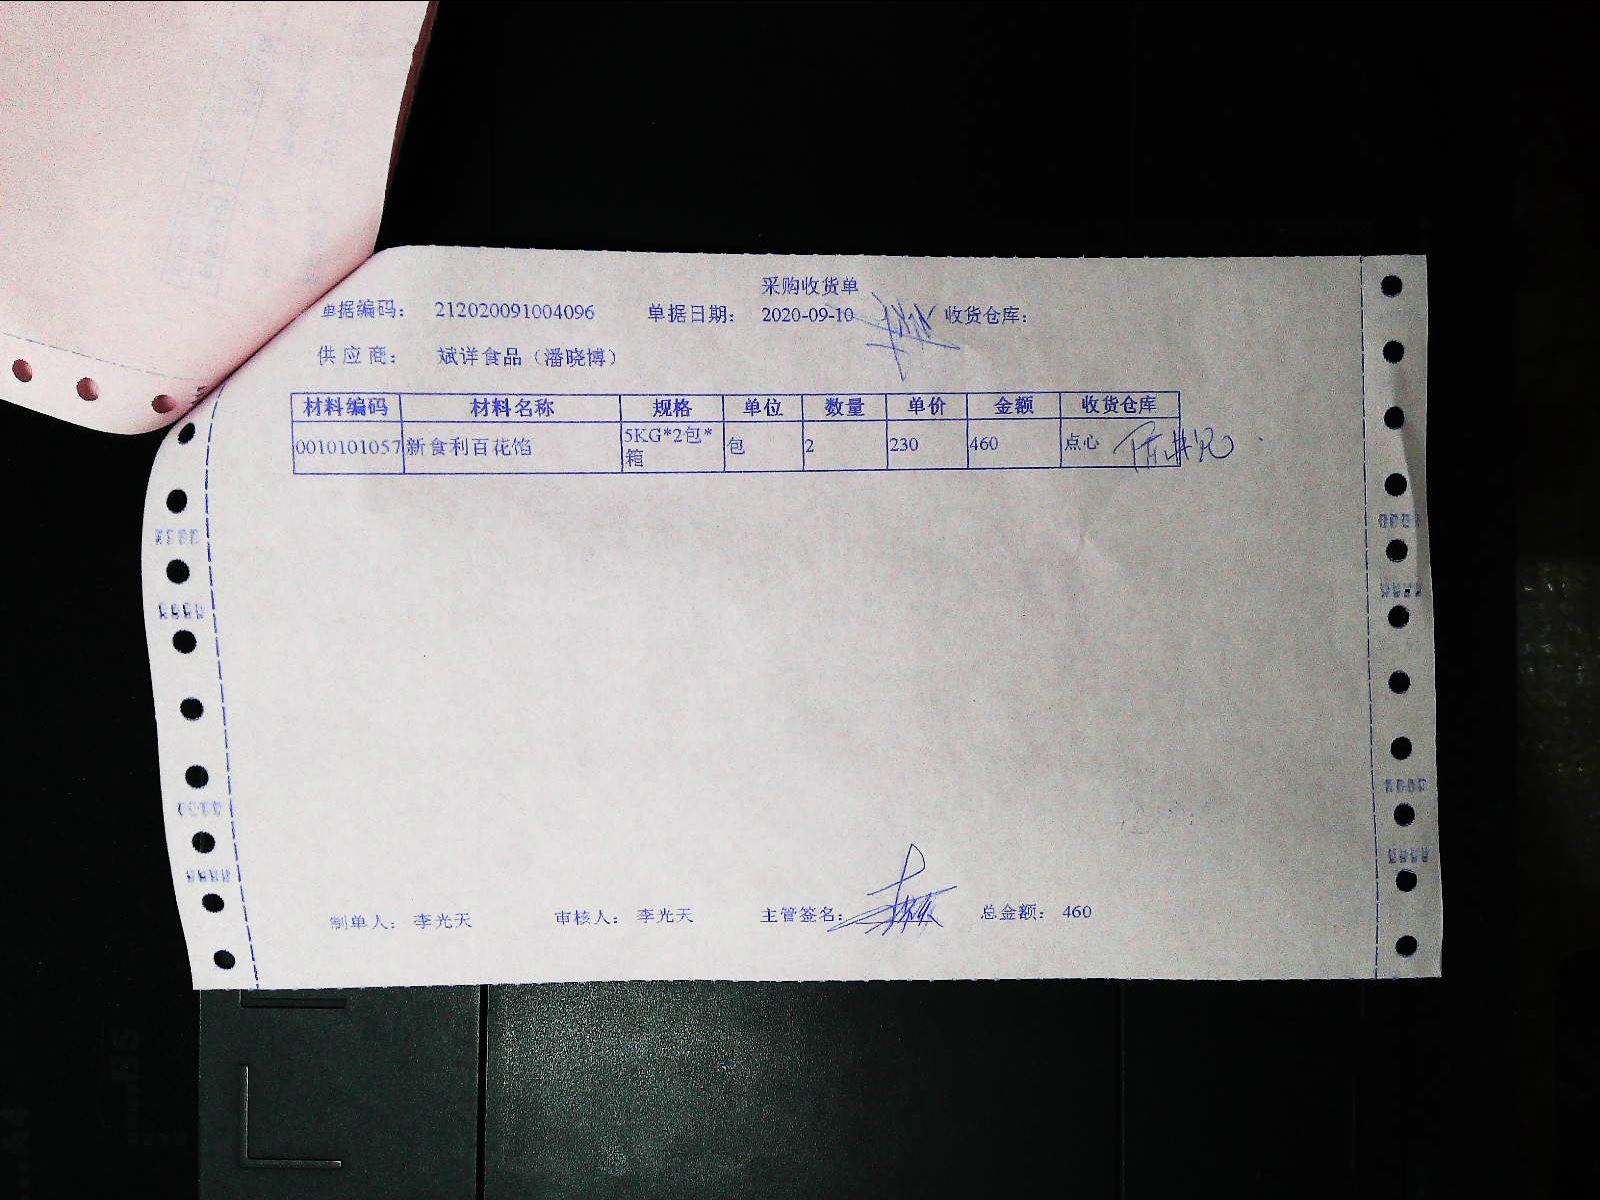 采购收货单
单据编码： 212020091004096 单据日期： 2020-09-10 收货仓库：
供应商： 斌详食品（潘晓博）
材料编码 材料名称 规格 单位 数量 单价 金额 收货仓库
0010101057 新食利百花馅 5KG*2包*箱 包 2 230 460 点心
制单人： 李光天 审核人： 李光天 主管签名： 总金额： 460